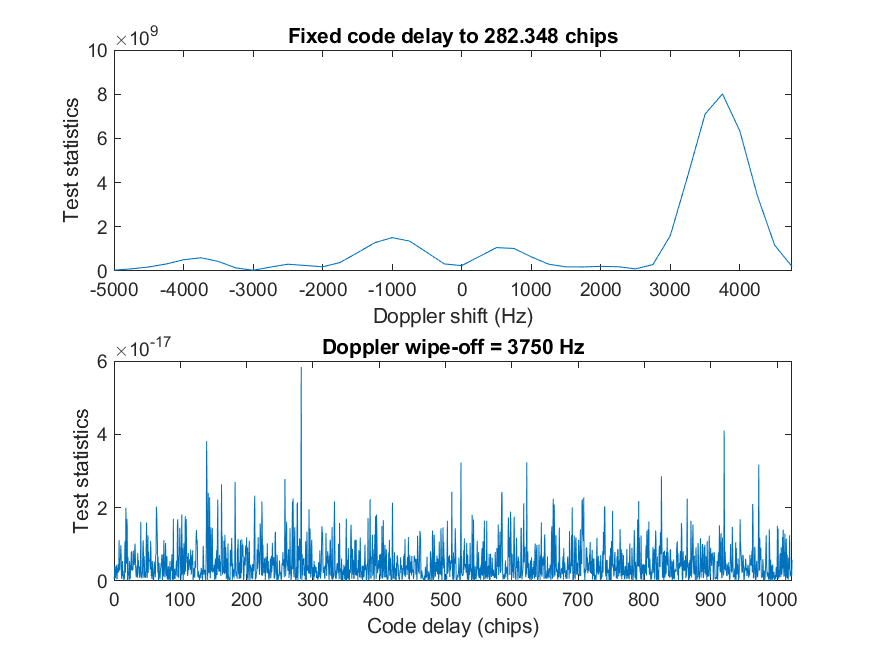 ×10^9
Fixed code delay to 282.348 chips
10
8
6
4
2
0
Test statistics
-5000 -4000 -3000 -2000 -1000 0 1000 2000 3000 4000
Doppler shift (Hz)
×10^-17
Doppler wipe-off = 3750 Hz
6
4
2
0
Test statistics
0 100 200 300 400 500 600 700 800 900 1000
Code delay (chips)